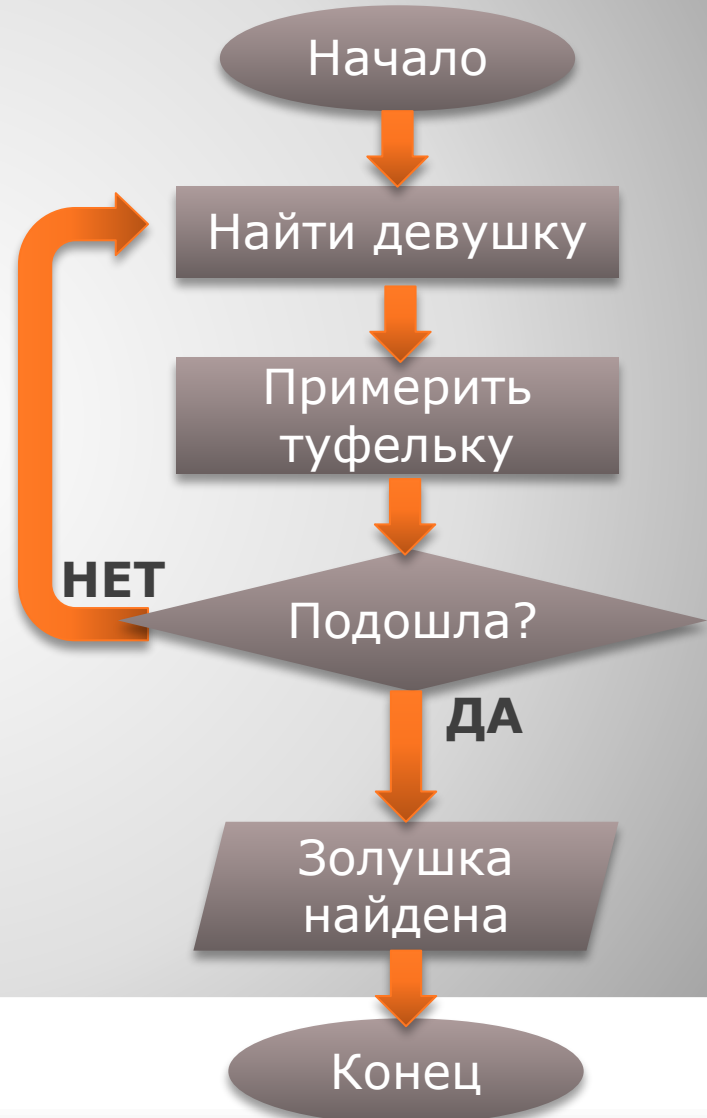 Начало
Найти девушку
Примерить
туфельку
НЕТ
Подошла?
ДА
Золушка
найдена
Конец